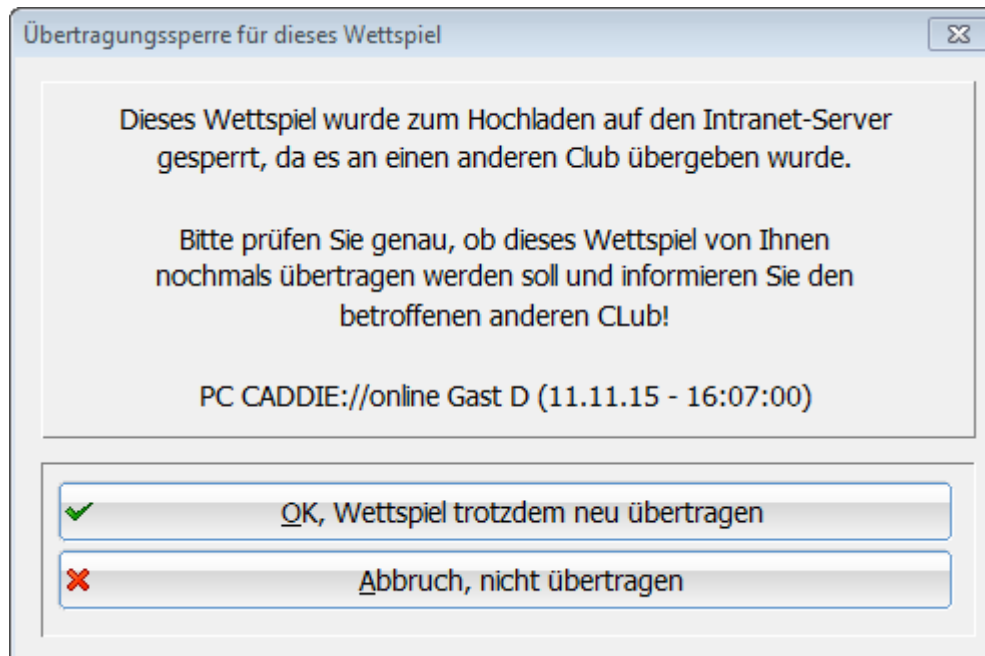 Übertragungssperre für dieses Wettspiel
Dieses Wettspiel wurde zum Hochladen auf den Intranet-Server
gesperrt, da es an einen anderen Club übergeben wurde.
Bitte prüfen Sie genau, ob dieses Wettspiel von Ihnen
nochmals übertragen werden soll und informieren Sie den
betroffenen anderen CLub!
PC CADDIE://online Gast D (11.11.15 - 16:07:00)
OK, Wettspiel trotzdem neu übertragen
Abbruch, nicht übertragen